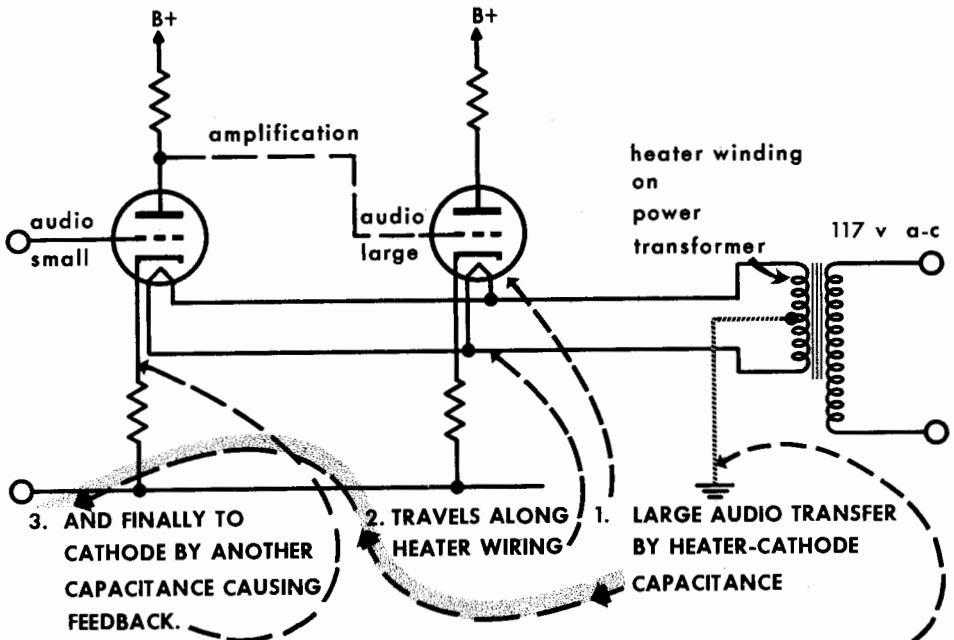 B+
B+
amplification
audio
small
audio
large
heater winding
on
power
transformer
117 v a-c
3. AND FINALLY TO
CATHODE BY ANOTHER
CAPACITANCE CAUSING
FEEDBACK.
2. TRAVELS ALONG
HEATER WIRING
1. LARGE AUDIO TRANSFER
BY HEATER-CATHODE
CAPACITANCE